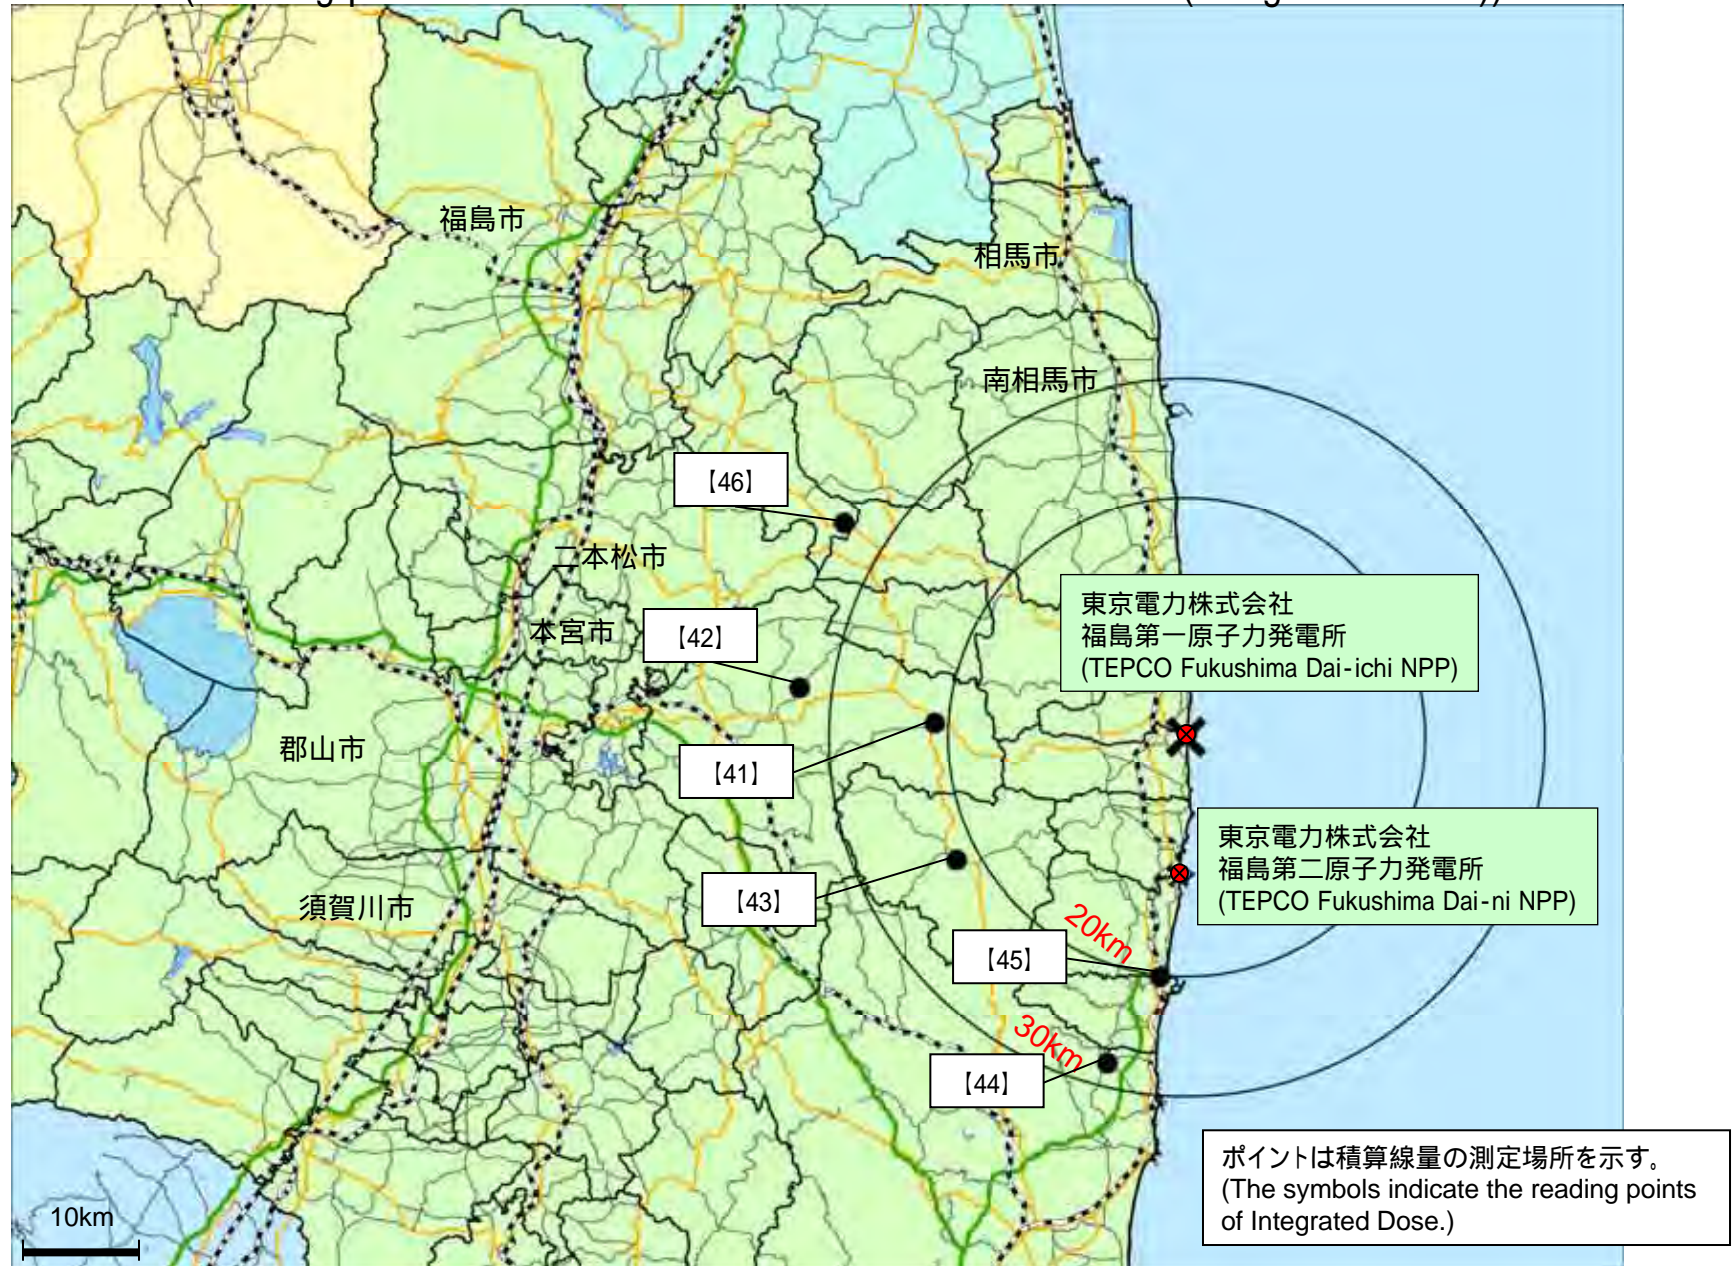 福島市
相馬市
南相馬市
【46】
二本松市
東京電力株式会社
福島第一原子力発電所
(TEPCO Fukushima Dai-ichi NPP)
本宮市
【42】
郡山市
【41】
東京電力株式会社
福島第二原子力発電所
(TEPCO Fukushima Dai-ni NPP)
【43】
須賀川市
20km
【45】
30km
【44】
ポイントは積算線量の測定場所を示す。
(The symbols indicate the reading points
of Integrated Dose.)
10km